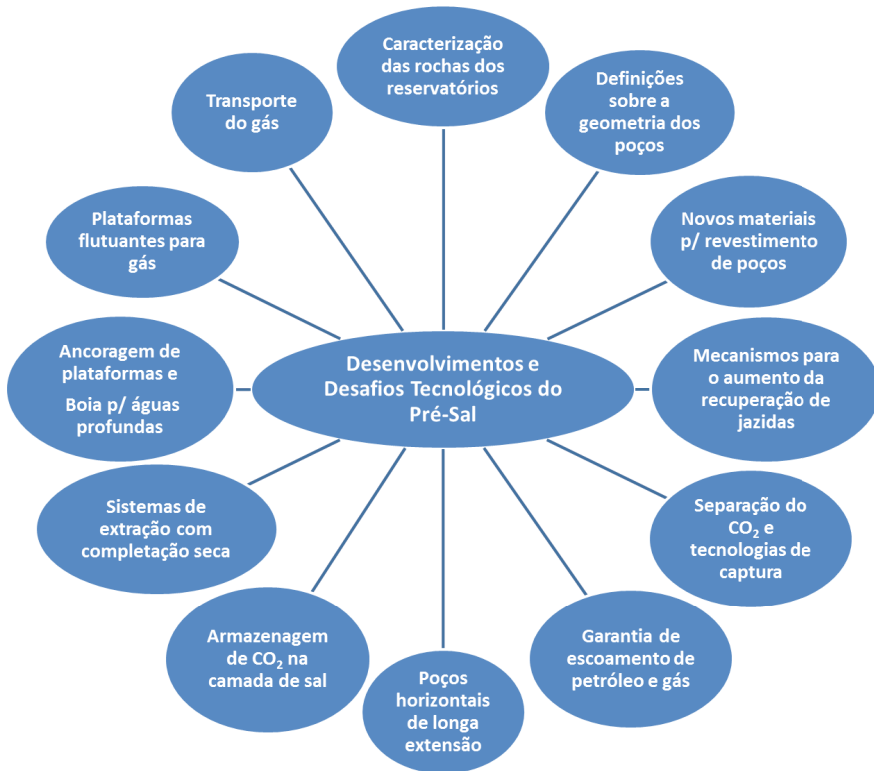 Caracterização
das rochas dos
reservatórios
Definições
sobre a
geometria dos
poços
Novos materiais
p/ revestimento
de poços
Mecanismos para
o aumento da
recuperação de
jazidas
Separação do
CO₂ e
tecnologias de
captura
Garantia de
escoamento de
petróleo e gás
Poços
horizontais
de longa
extensão
Armazenagem
de CO₂ na
camada de sal
Sistemas de
extração com
completação seca
Ancoragem de
plataformas e
Boia p/ águas
profundas
Plataformas
flutuantes para
gás
Transporte
do gás
Desenvolvimentos e
Desafios Tecnológicos do
Pré-Sal